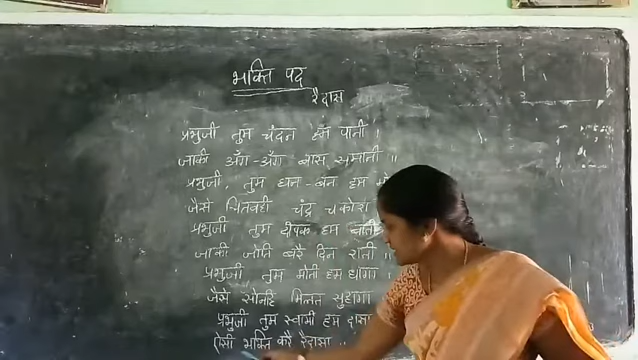 भक्ति पद
रैदास
प्रभुजी तुम चंदन हम पानी ।
जाकी अँग-अँग बास समानी ॥
प्रभुजी, तुम घन-बन हम
जैसे चितवही चंद्र चकोरा
प्रभुजी तुम दीपक हम बाती
जाकी जोति बरै दिन राती
प्रभुजी तुम मोती हम धागा
जैसे सोनहि मिलत सुहागा
प्रभुजी तुम स्वामी हम दासा
ऐसी भक्ति करै रैदासा ॥